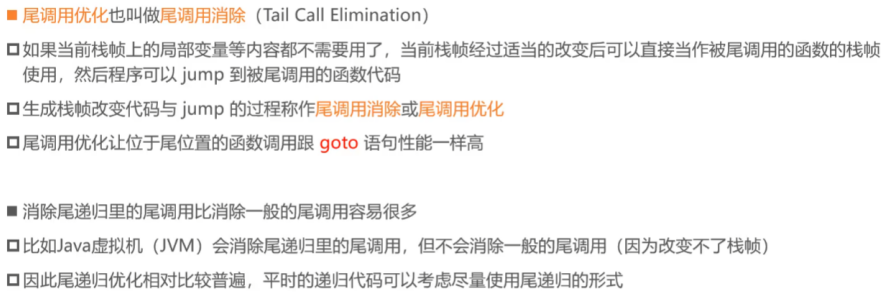 尾调用优化也叫做尾调用消除（Tail Call Elimination）
如果当前栈帧上的局部变量等内容都不需要用了，当前栈帧经过适当的改变后可以直接当作被尾调用的函数的栈帧
使用，然后程序可以 jump 到被尾调用的函数代码
生成栈帧改变代码与 jump 的过程称作尾调用消除或尾调用优化
尾调用优化让位于尾位置的函数调用跟 goto 语句性能一样高
消除尾递归里的尾调用比消除一般的尾调用容易很多
比如Java虚拟机（JVM）会消除尾递归里的尾调用，但不会消除一般的尾调用（因为改变不了栈帧）
因此尾递归优化相对比较普遍，平时的递归代码可以考虑尽量使用尾递归的形式